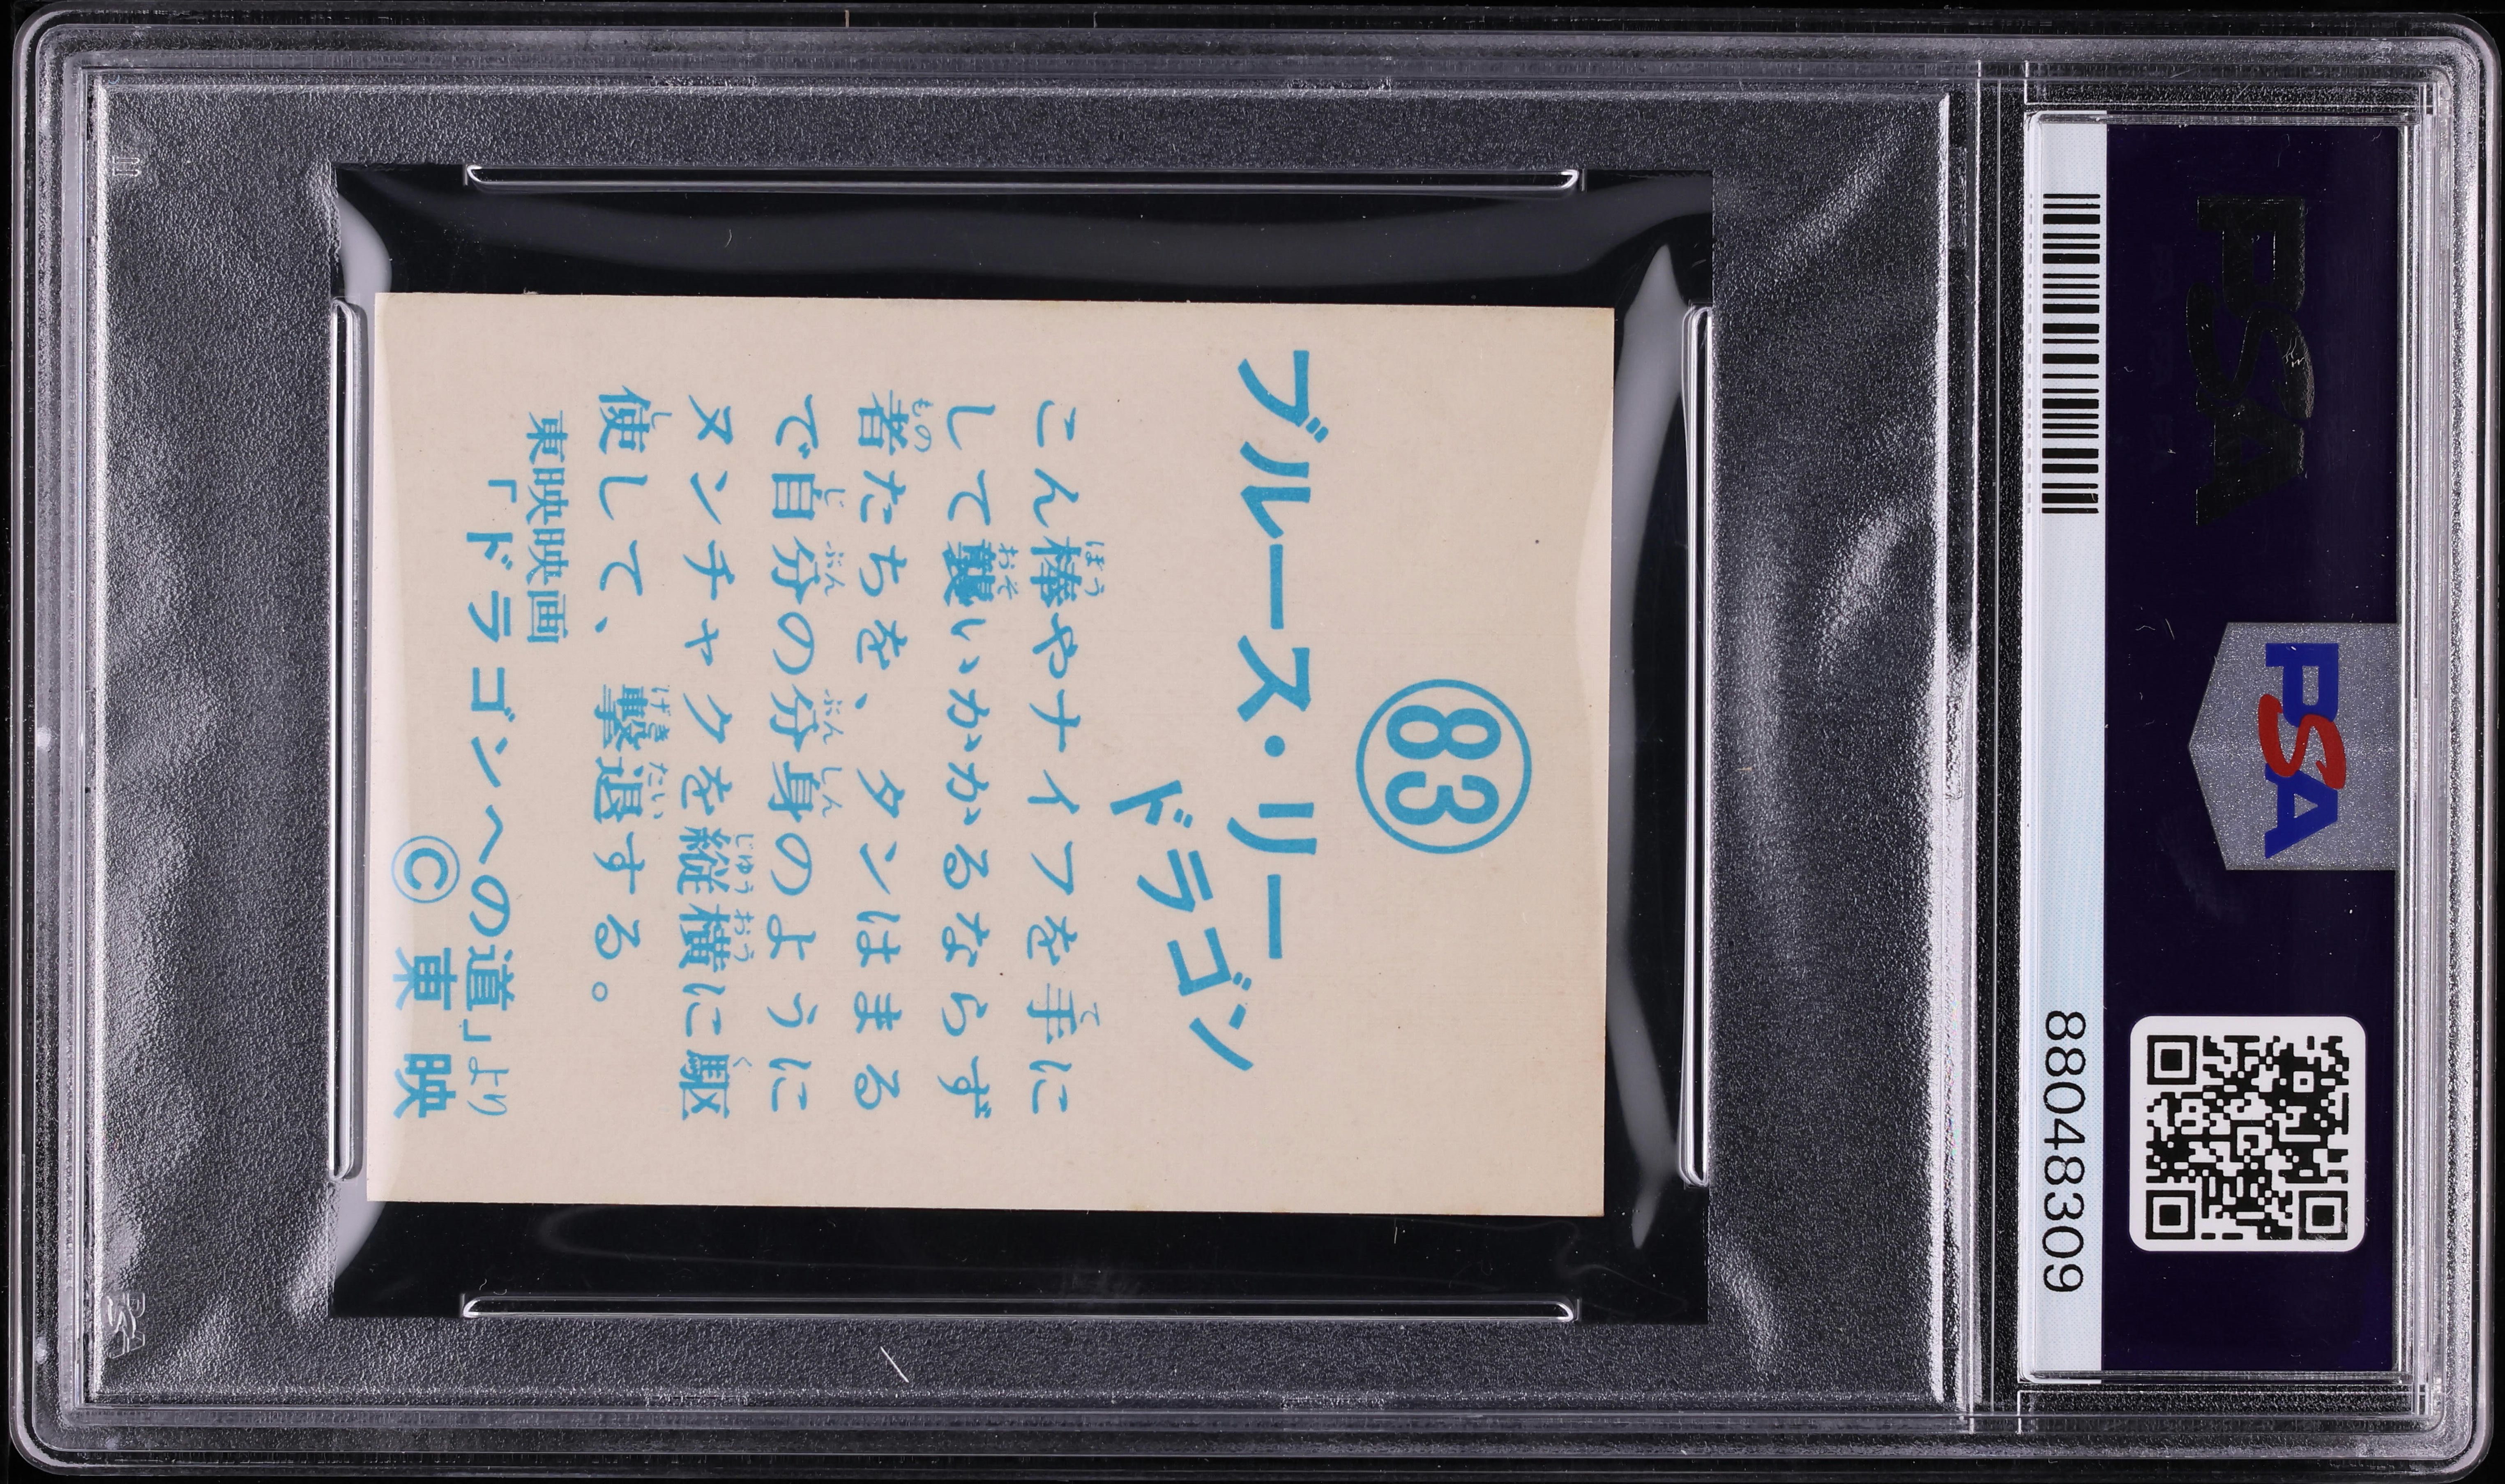 83
ブルース・リー
ドラゴン
こん棒やナイフを手に
して襲いかかるならず
者たちを、タンはまる
で自分の分身のように
ヌンチャクを縦横に駆
使して、撃退する。
東映映画
「ドラゴンへの道」より
© 東映
PSA
PSA
88048309
PSA